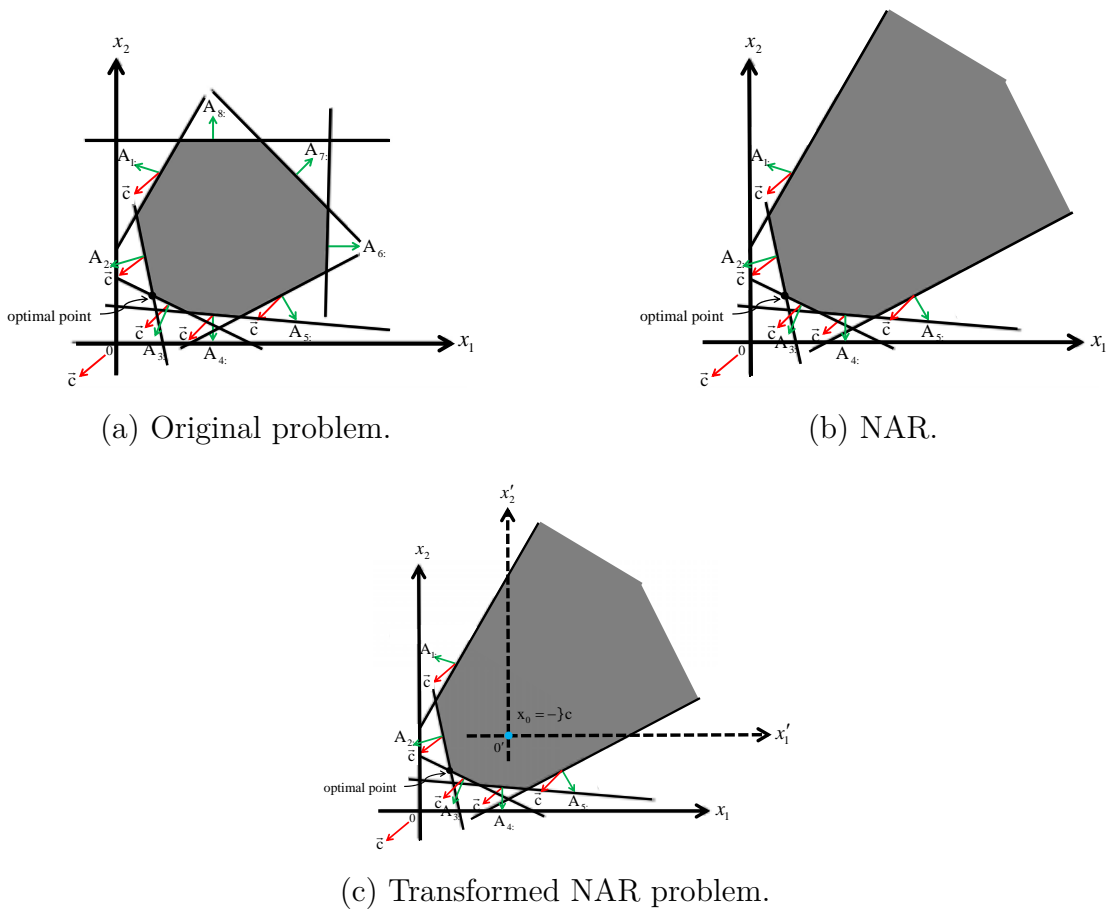 x₂
A₈:
A₁:
A₇:
c⃗
A₂:
A₆:
c⃗
optimal point
c⃗
c⃗
c⃗
A₅:
A₃:
A₄:
0
x₁
c⃗
(a) Original problem.
x₂
A₁:
c⃗
A₂:
c⃗
optimal point
c⃗
c⃗
c⃗
A₅:
A₃:
A₄:
0
x₁
c⃗
(b) NAR.
x₂′
x₂
A₁:
c⃗
x₀ = −}c
A₂:
0′
x₁′
c⃗
optimal point
c⃗
c⃗
c⃗
A₅:
A₃:
A₄:
0
x₁
c⃗
(c) Transformed NAR problem.